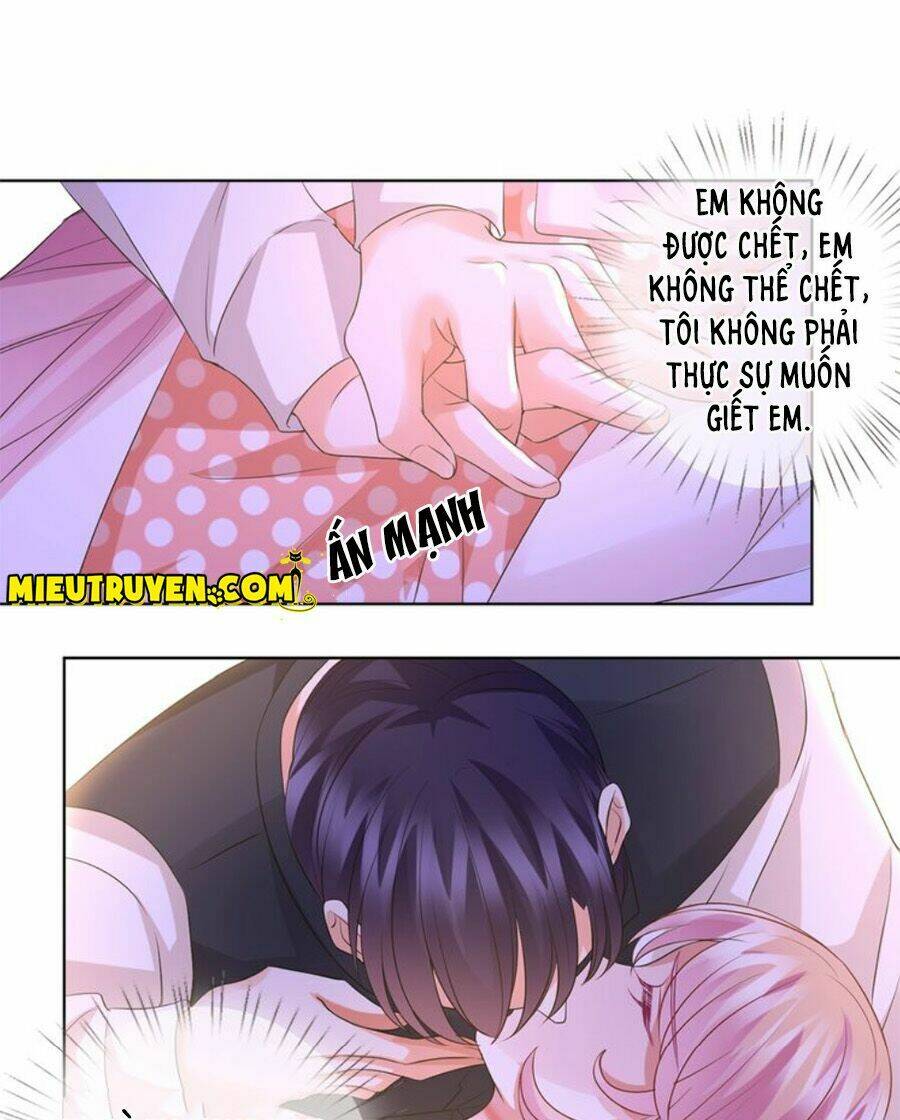 EM KHÔNG
ĐƯỢC CHẾT, EM
KHÔNG THỂ CHẾT,
TÔI KHÔNG PHẢI
THỰC SỰ MUỐN
GIẾT EM.
ẤN MẠNH
MIEUTRUYEN.COM